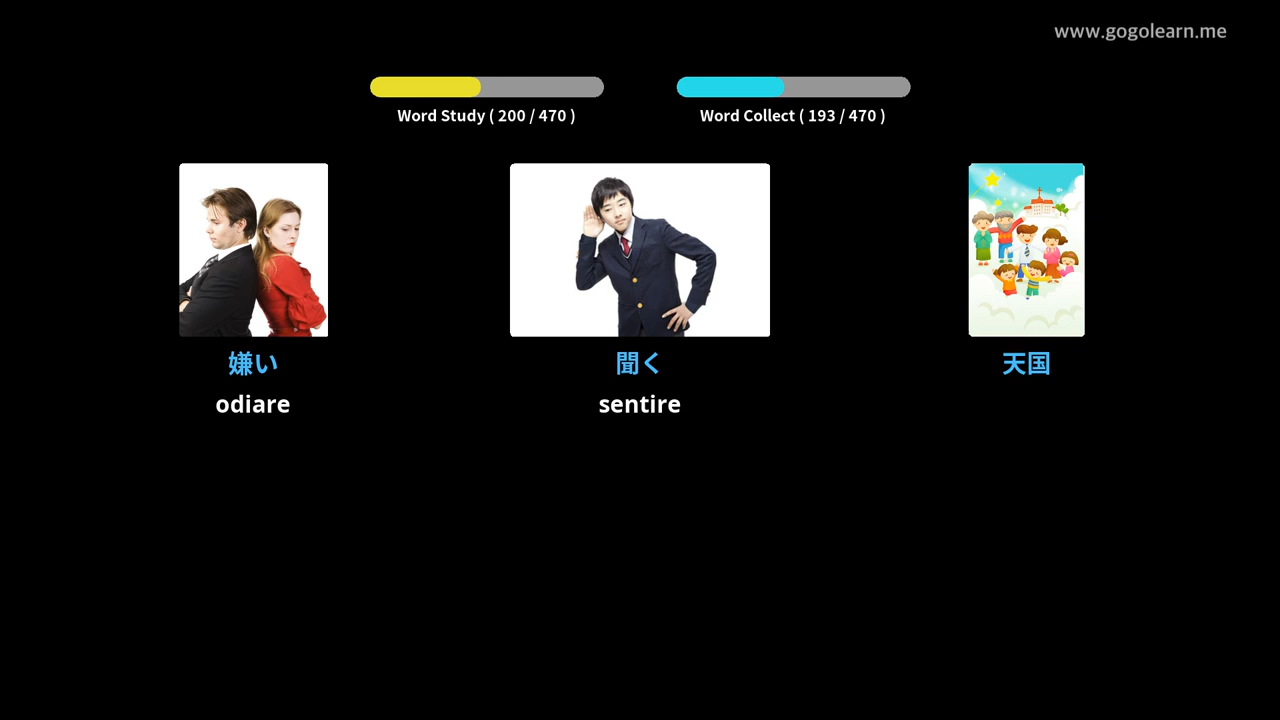 www.gogolearn.me
Word Study ( 200 / 470 )
Word Collect ( 193 / 470 )
嫌い
聞く
天国
odiare
sentire